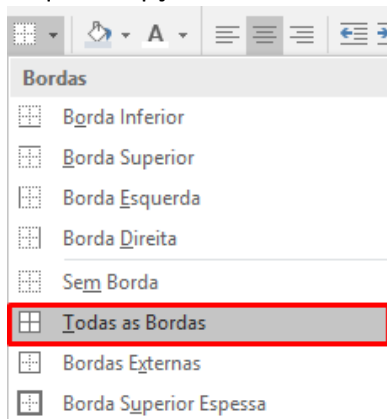 A
Bordas
Borda Inferior
Borda Superior
Borda Esquerda
Borda Direita
Sem Borda
Todas as Bordas
Bordas Externas
Borda Superior Espessa